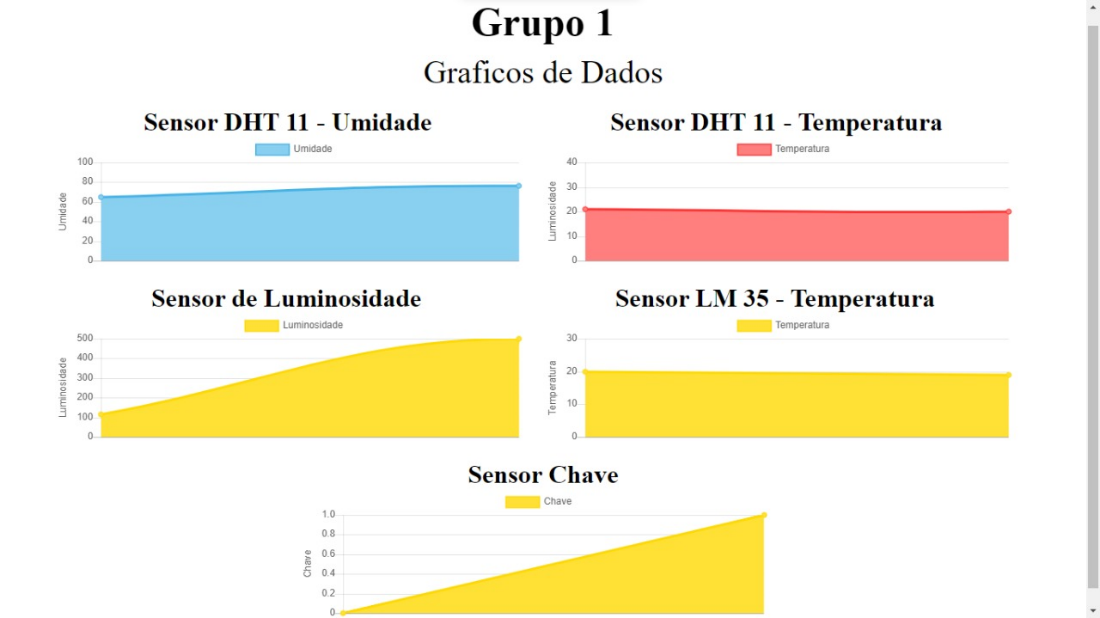 Grupo 1
Graficos de Dados
Sensor DHT 11 - Umidade
Umidade
100
80
60
40
20
0
Umidade
Sensor DHT 11 - Temperatura
Temperatura
40
30
20
10
0
Luminosidade
Sensor de Luminosidade
Luminosidade
500
400
300
200
100
0
Luminosidade
Sensor LM 35 - Temperatura
Temperatura
30
20
10
0
Temperatura
Sensor Chave
Chave
1.0
0.8
0.6
0.4
0.2
0
Chave